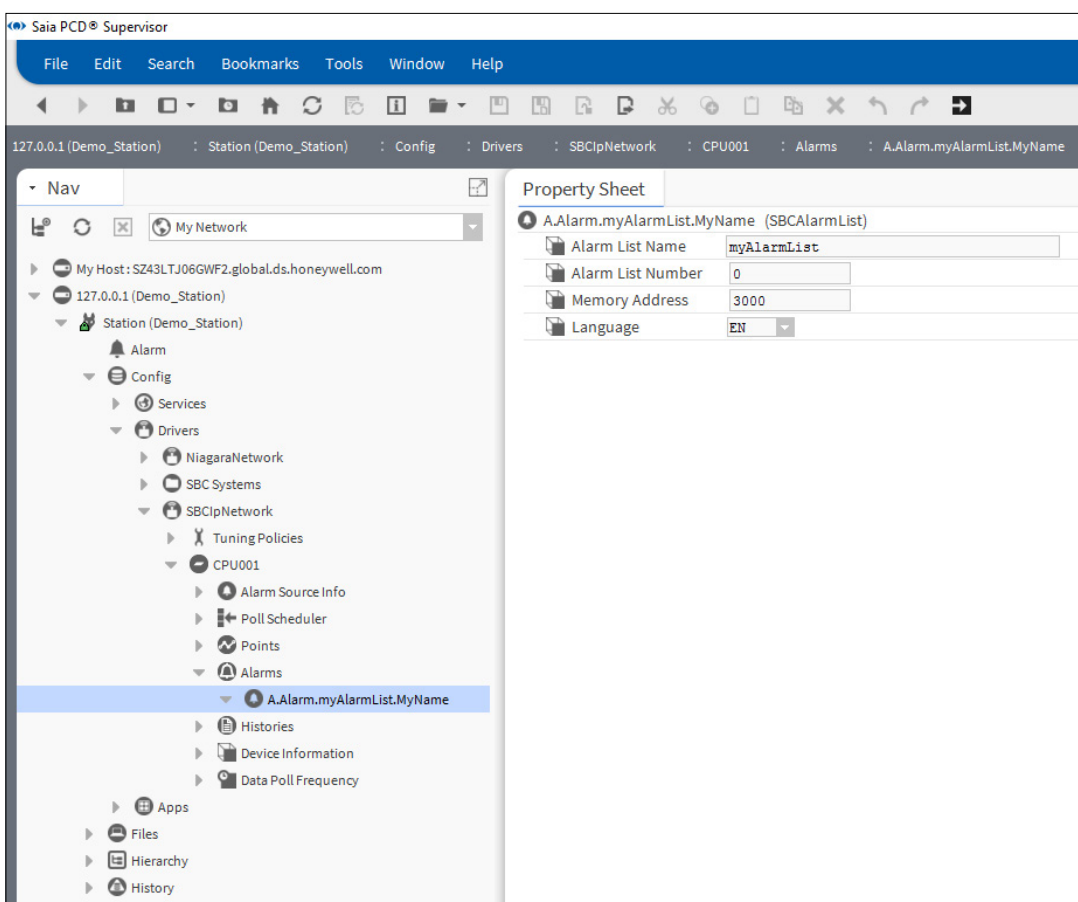 Saia PCD® Supervisor
File Edit Search Bookmarks Tools Window Help
127.0.0.1 (Demo_Station) : Station (Demo_Station) : Config : Drivers : SBCIpNetwork : CPU001 : Alarms : A.Alarm.myAlarmList.MyName
Nav
My Network
My Host : SZ43LTJ06GWF2.global.ds.honeywell.com
127.0.0.1 (Demo_Station)
Station (Demo_Station)
Alarm
Config
Services
Drivers
NiagaraNetwork
SBC Systems
SBCIpNetwork
Tuning Policies
CPU001
Alarm Source Info
Poll Scheduler
Points
Alarms
A.Alarm.myAlarmList.MyName
Histories
Device Information
Data Poll Frequency
Apps
Files
Hierarchy
History
Property Sheet
A.Alarm.myAlarmList.MyName (SBCAlarmList)
Alarm List Name myAlarmList
Alarm List Number 0
Memory Address 3000
Language EN